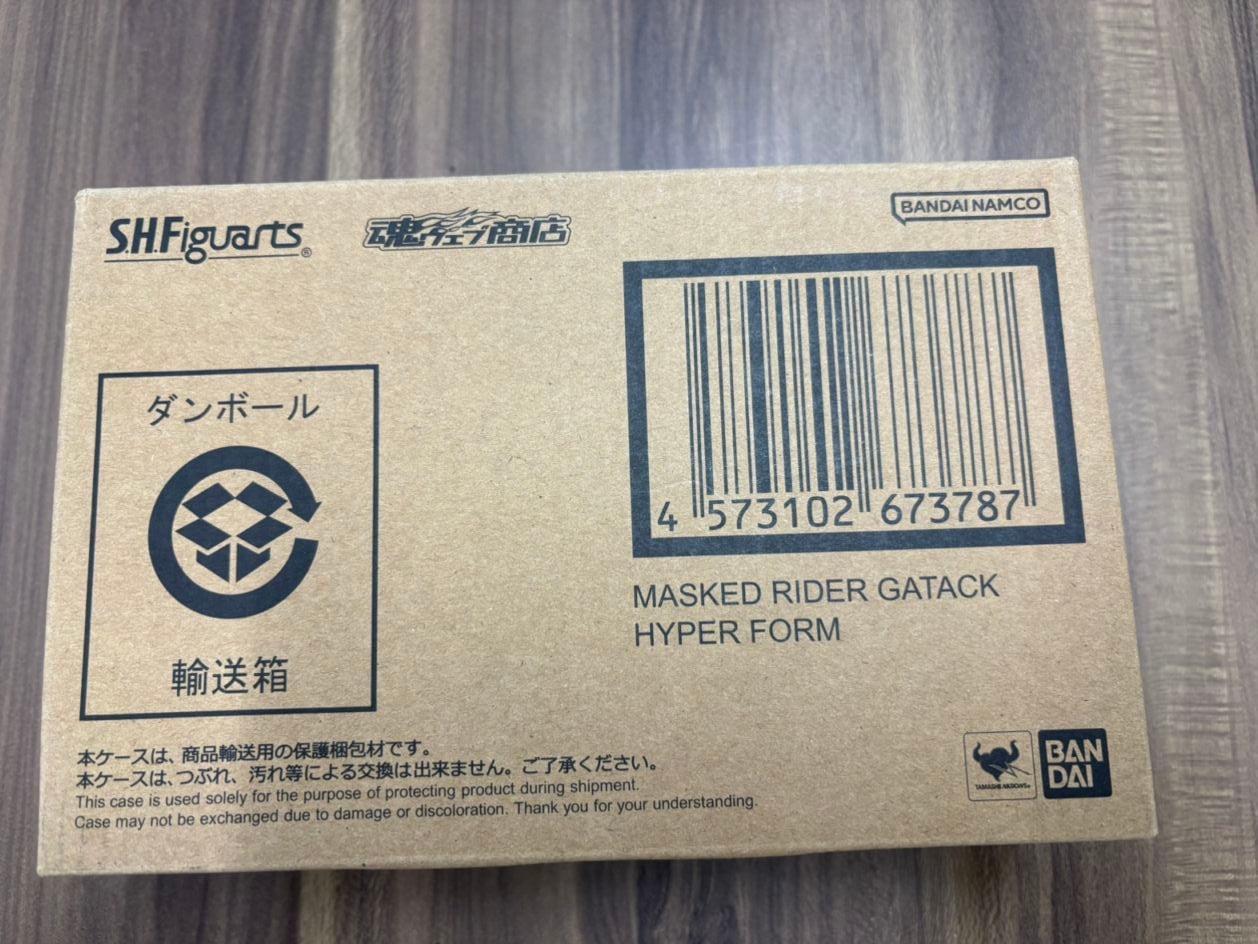 S.H.Figuarts®
魂ウェブ商店
BANDAI NAMCO
ダンボール
輸送箱
4 573102 673787
MASKED RIDER GATACK
HYPER FORM
本ケースは、商品輸送用の保護梱包材です。
本ケースは、つぶれ、汚れ等による交換は出来ません。ご了承ください。
This case is used solely for the purpose of protecting product during shipment.
Case may not be exchanged due to damage or discoloration. Thank you for your understanding.
TAMASHII NATIONS
BAN
DAI